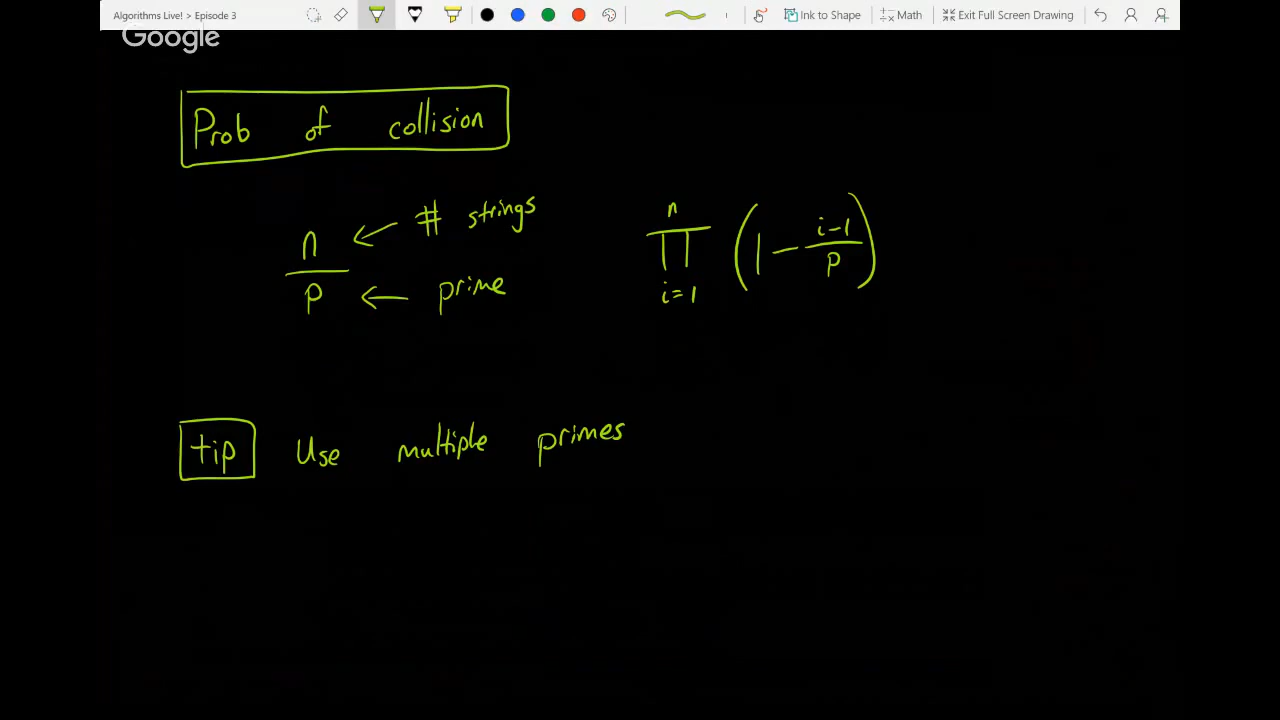 Algorithms Live! > Episode 3
Ink to Shape
Math
Exit Full Screen Drawing
Google
Prob of collision
n ← # strings
p ← prime
n
∏ (1 - i-1/p)
i=1
tip Use multiple primes